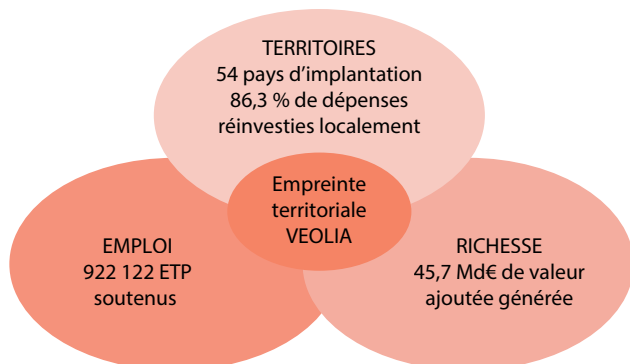 TERRITOIRES
54 pays d’implantation
86,3 % de dépenses
réinvesties localement
Empreinte
territoriale
VEOLIA
EMPLOI
922 122 ETP
soutenus
RICHESSE
45,7 Md€ de valeur
ajoutée générée